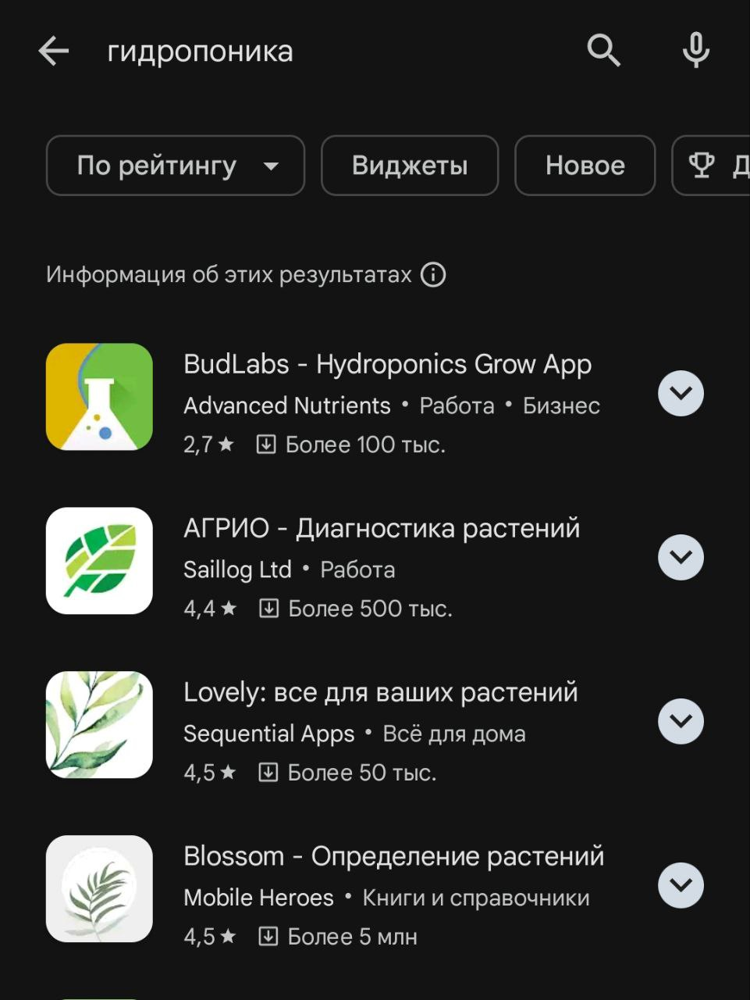 гидропоника
По рейтингу
Виджеты
Новое
Информация об этих результатах
BudLabs - Hydroponics Grow App
Advanced Nutrients • Работа • Бизнес
2,7 ★ Более 100 тыс.
АГРИО - Диагностика растений
Saillog Ltd • Работа
4,4 ★ Более 500 тыс.
Lovely: все для ваших растений
Sequential Apps • Всё для дома
4,5 ★ Более 50 тыс.
Blossom - Определение растений
Mobile Heroes • Книги и справочники
4,5 ★ Более 5 млн